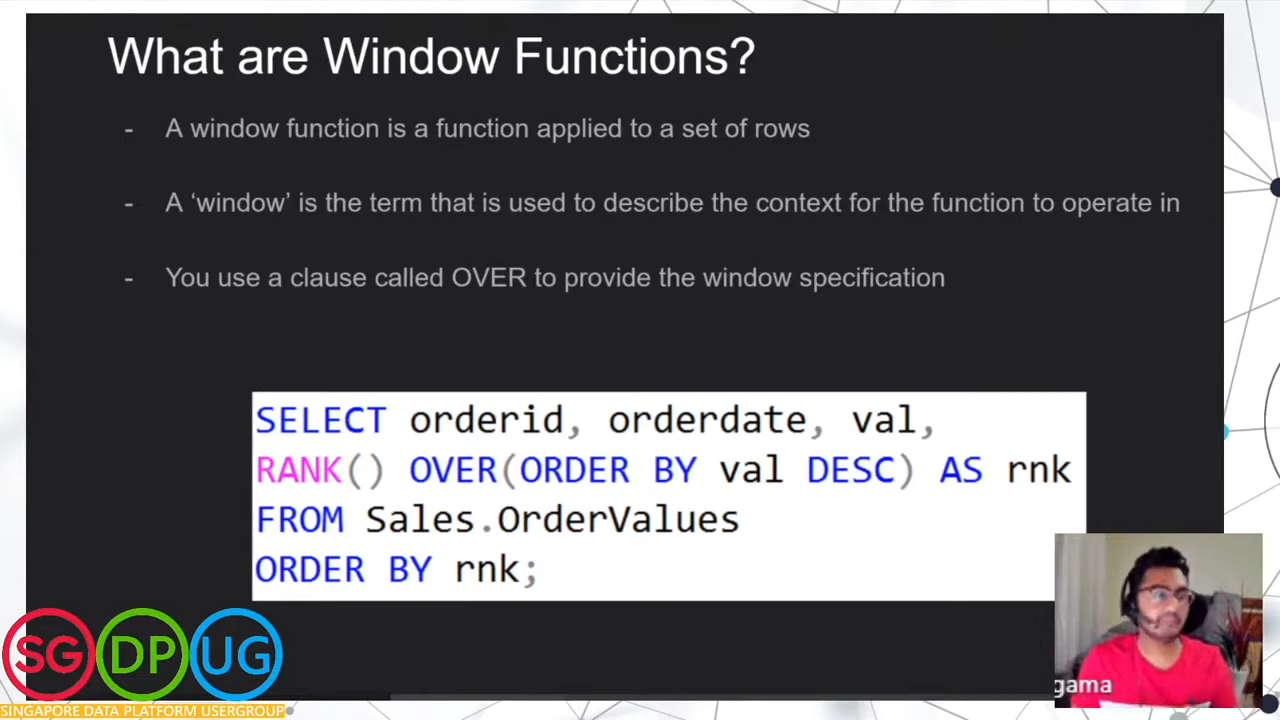 What are Window Functions?
- A window function is a function applied to a set of rows
- A ‘window’ is the term that is used to describe the context for the function to operate in
- You use a clause called OVER to provide the window specification
SELECT orderid, orderdate, val,
RANK() OVER(ORDER BY val DESC) AS rnk
FROM Sales.OrderValues
ORDER BY rnk;
gama
SG DP UG
SINGAPORE DATA PLATFORM USERGROUP